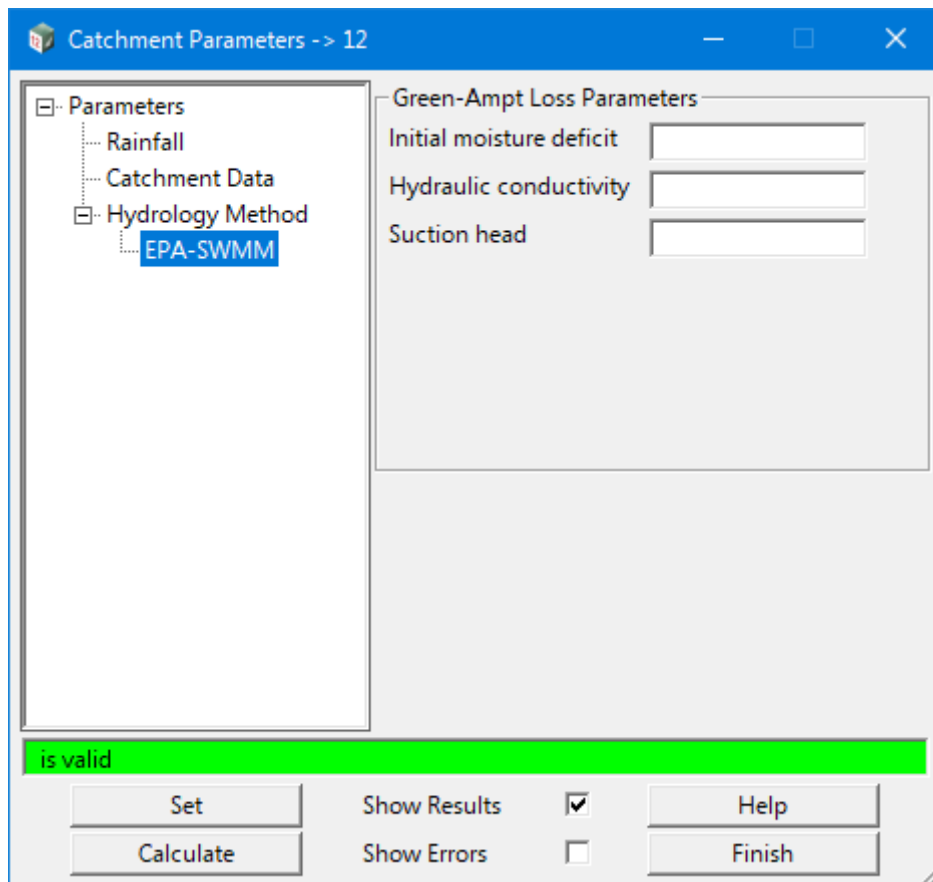 Catchment Parameters -> 12
Parameters
Rainfall
Catchment Data
Hydrology Method
EPA-SWMM
Green-Ampt Loss Parameters
Initial moisture deficit
Hydraulic conductivity
Suction head
is valid
Set
Show Results
Help
Calculate
Show Errors
Finish